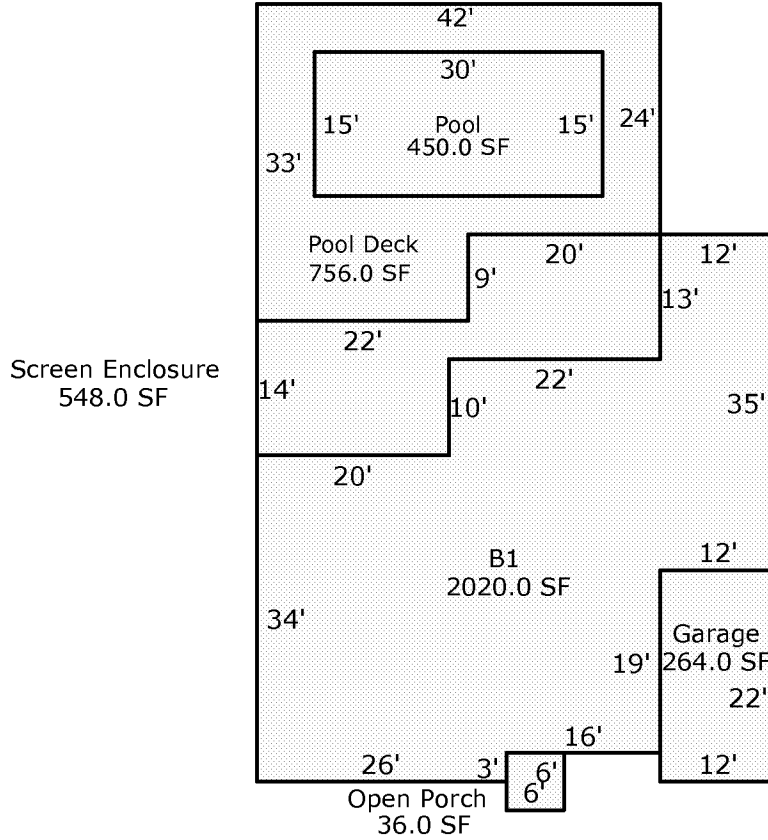 42'
30'
15'
Pool
15'
24'
450.0 SF
33'
Pool Deck
756.0 SF
20'
12'
9'
13'
22'
Screen Enclosure
548.0 SF
14'
22'
10'
35'
20'
B1
2020.0 SF
12'
34'
Garage
264.0 SF
19'
22'
16'
26'
3'
6'
12'
6'
Open Porch
36.0 SF